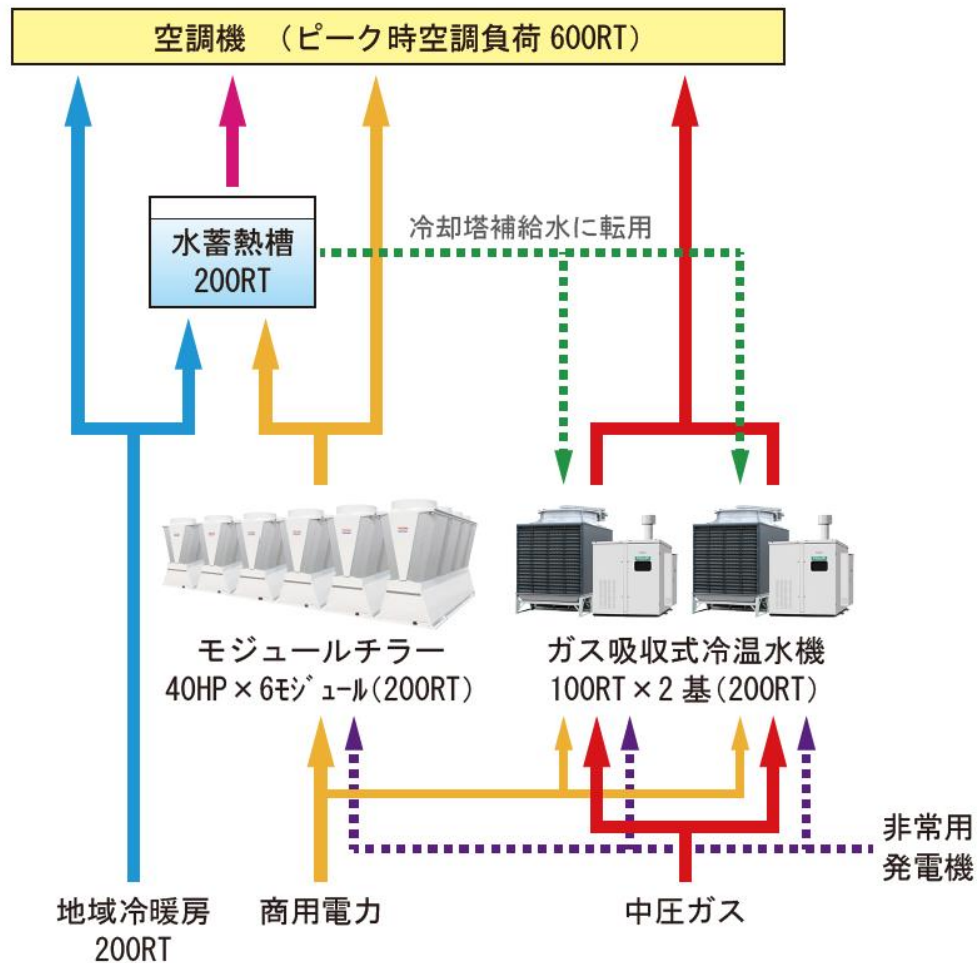 空調機　（ピーク時空調負荷 600RT）
水蓄熱槽
200RT
冷却塔補給水に転用
モジュールチラー
40HP × 6ﾓｼﾞｭｰﾙ(200RT)
ガス吸収式冷温水機
100RT × 2 基(200RT)
非常用
発電機
地域冷暖房
200RT
商用電力
中圧ガス